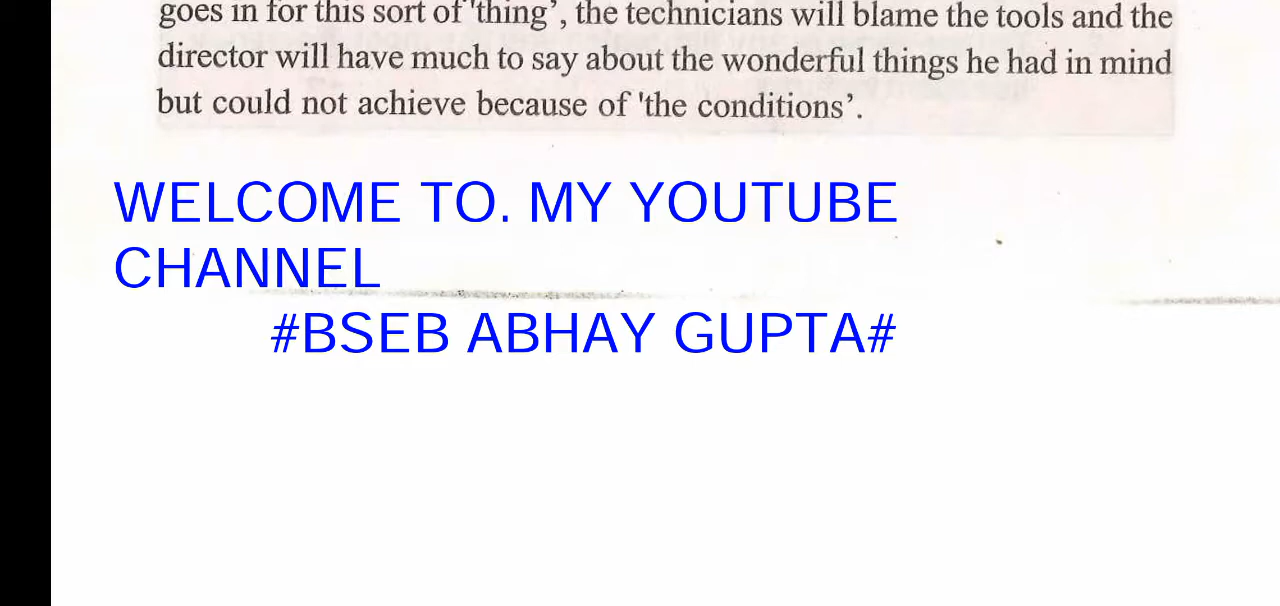 goes in for this sort of 'thing’, the technicians will blame the tools and the
director will have much to say about the wonderful things he had in mind
but could not achieve because of 'the conditions’.
WELCOME TO. MY YOUTUBE
CHANNEL
#BSEB ABHAY GUPTA#